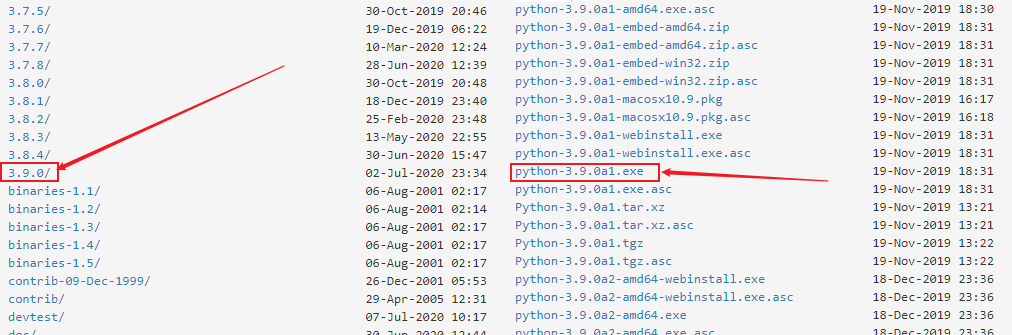 3.7.5/ 30-Oct-2019 20:46
3.7.6/ 19-Dec-2019 06:22
3.7.7/ 10-Mar-2020 12:24
3.7.8/ 28-Jun-2020 12:39
3.8.0/ 30-Oct-2019 20:48
3.8.1/ 18-Dec-2019 23:40
3.8.2/ 25-Feb-2020 23:48
3.8.3/ 13-May-2020 22:55
3.8.4/ 30-Jun-2020 15:47
3.9.0/ 02-Jul-2020 23:34
binaries-1.1/ 06-Aug-2001 02:17
binaries-1.2/ 06-Aug-2001 02:14
binaries-1.3/ 06-Aug-2001 02:17
binaries-1.4/ 06-Aug-2001 02:17
binaries-1.5/ 06-Aug-2001 02:17
contrib-09-Dec-1999/ 26-Dec-2001 05:53
contrib/ 29-Apr-2005 12:31
devtest/ 07-Jul-2020 10:17
doc/ 30-Jun-2020 12:44
python-3.9.0a1-amd64.exe.asc 19-Nov-2019 18:30
python-3.9.0a1-embed-amd64.zip 19-Nov-2019 18:31
python-3.9.0a1-embed-amd64.zip.asc 19-Nov-2019 18:31
python-3.9.0a1-embed-win32.zip 19-Nov-2019 18:31
python-3.9.0a1-embed-win32.zip.asc 19-Nov-2019 18:31
python-3.9.0a1-macosx10.9.pkg 19-Nov-2019 16:17
python-3.9.0a1-macosx10.9.pkg.asc 19-Nov-2019 16:18
python-3.9.0a1-webinstall.exe 19-Nov-2019 18:31
python-3.9.0a1-webinstall.exe.asc 19-Nov-2019 18:31
python-3.9.0a1.exe 19-Nov-2019 18:31
python-3.9.0a1.exe.asc 19-Nov-2019 18:31
Python-3.9.0a1.tar.xz 19-Nov-2019 13:21
Python-3.9.0a1.tar.xz.asc 19-Nov-2019 13:21
Python-3.9.0a1.tgz 19-Nov-2019 13:22
Python-3.9.0a1.tgz.asc 19-Nov-2019 13:22
python-3.9.0a2-amd64-webinstall.exe 18-Dec-2019 23:36
python-3.9.0a2-amd64-webinstall.exe.asc 18-Dec-2019 23:36
python-3.9.0a2-amd64.exe 18-Dec-2019 23:36
python-3.9.0a2-amd64.exe.asc 18-Dec-2019 23:36